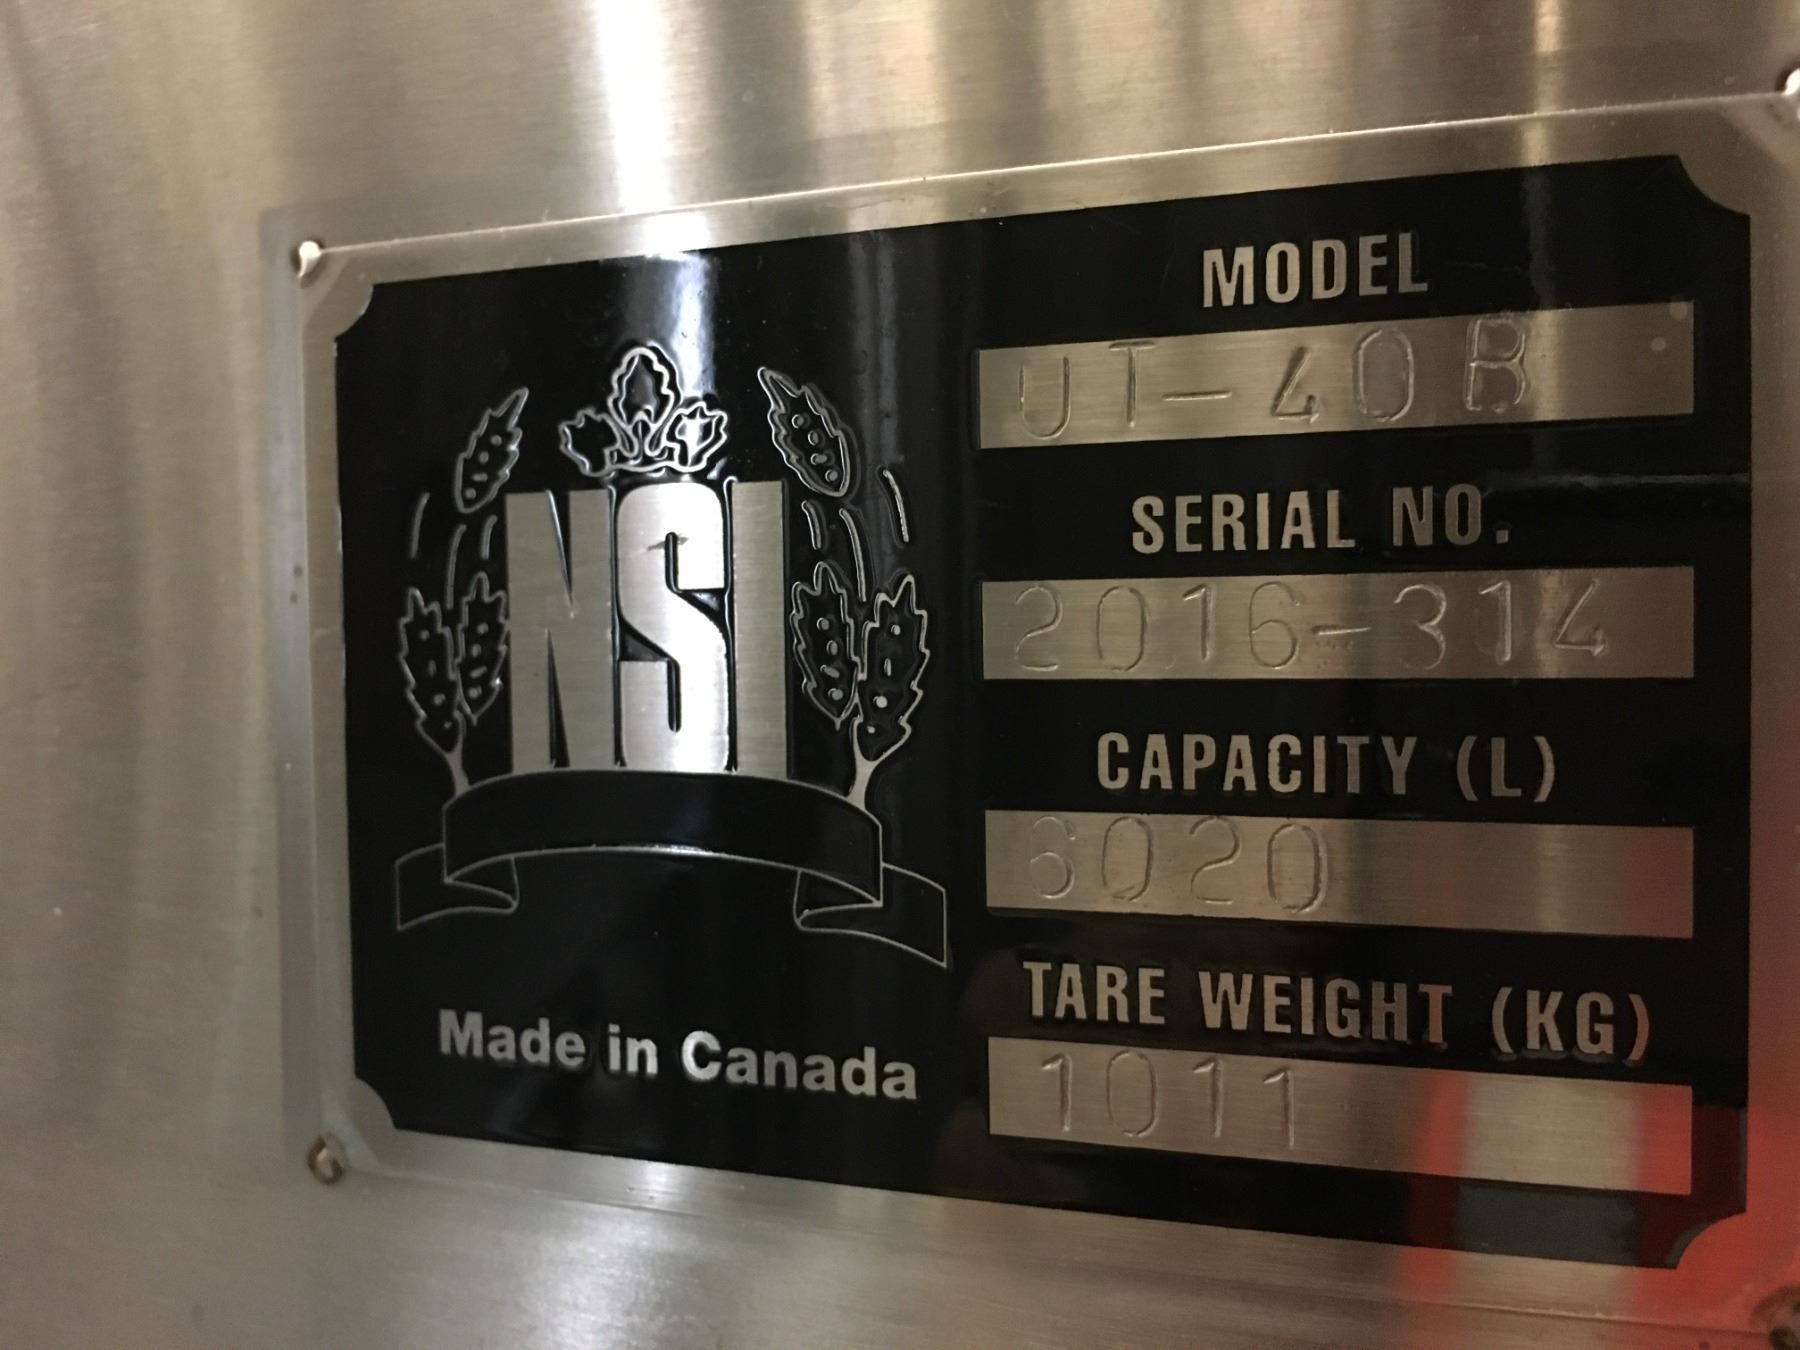 NSI
Made in Canada
MODEL
UT-40B
SERIAL NO.
2016-314
CAPACITY (L)
6020
TARE WEIGHT (KG)
1011